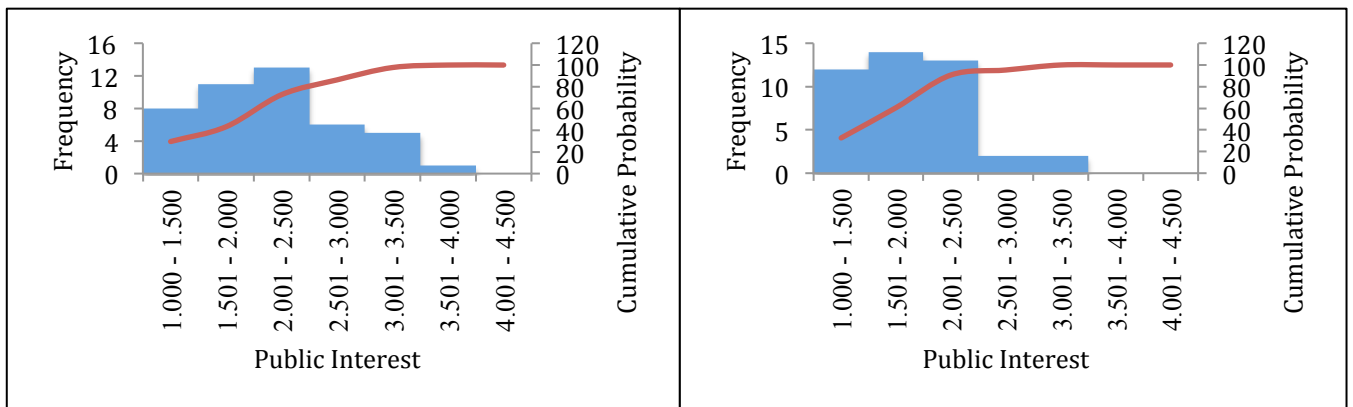 Frequency
16
12
8
4
0
120
100
80
60
40
20
0
Cumulative Probability
1.000 - 1.500
1.501 - 2.000
2.001 - 2.500
2.501 - 3.000
3.001 - 3.500
3.501 - 4.000
4.001 - 4.500
Public Interest
Frequency
15
10
5
0
120
100
80
60
40
20
0
Cumulative Probability
1.000 - 1.500
1.501 - 2.000
2.001 - 2.500
2.501 - 3.000
3.001 - 3.500
3.501 - 4.000
4.001 - 4.500
Public Interest